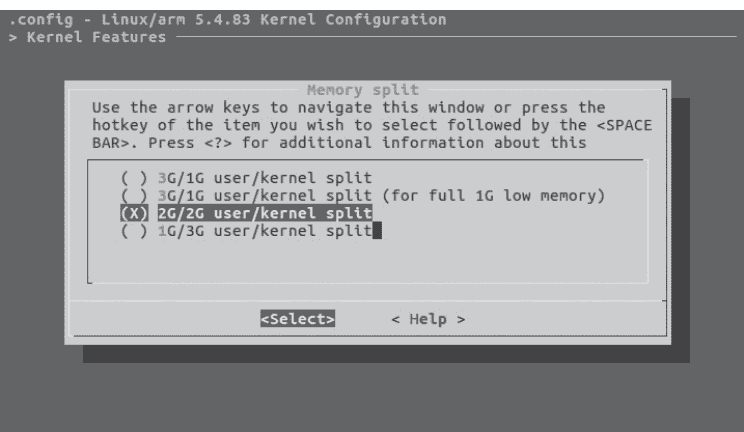 .config - Linux/arm 5.4.83 Kernel Configuration
> Kernel Features
Memory split
Use the arrow keys to navigate this window or press the
hotkey of the item you wish to select followed by the <SPACE
BAR>. Press <?> for additional information about this
( ) 3G/1G user/kernel split
( ) 3G/1G user/kernel split (for full 1G low memory)
(X) 2G/2G user/kernel split
( ) 1G/3G user/kernel split
<Select> < Help >